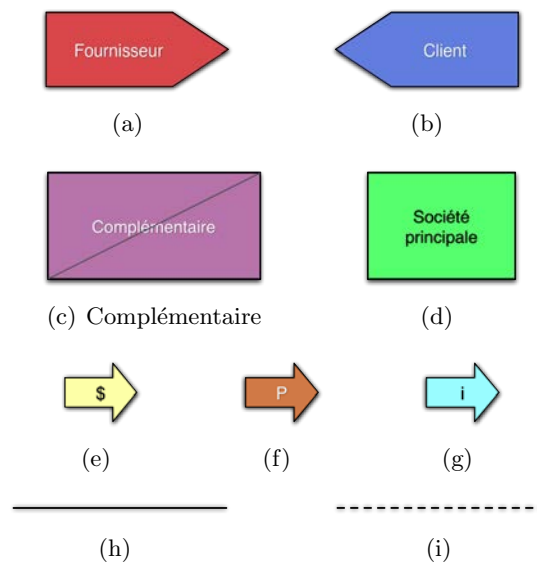 Fournisseur
Client
(a)
(b)
Complémentaire
Société
principale
(c) Complémentaire
(d)
$
P
i
(e)
(f)
(g)
(h)
(i)